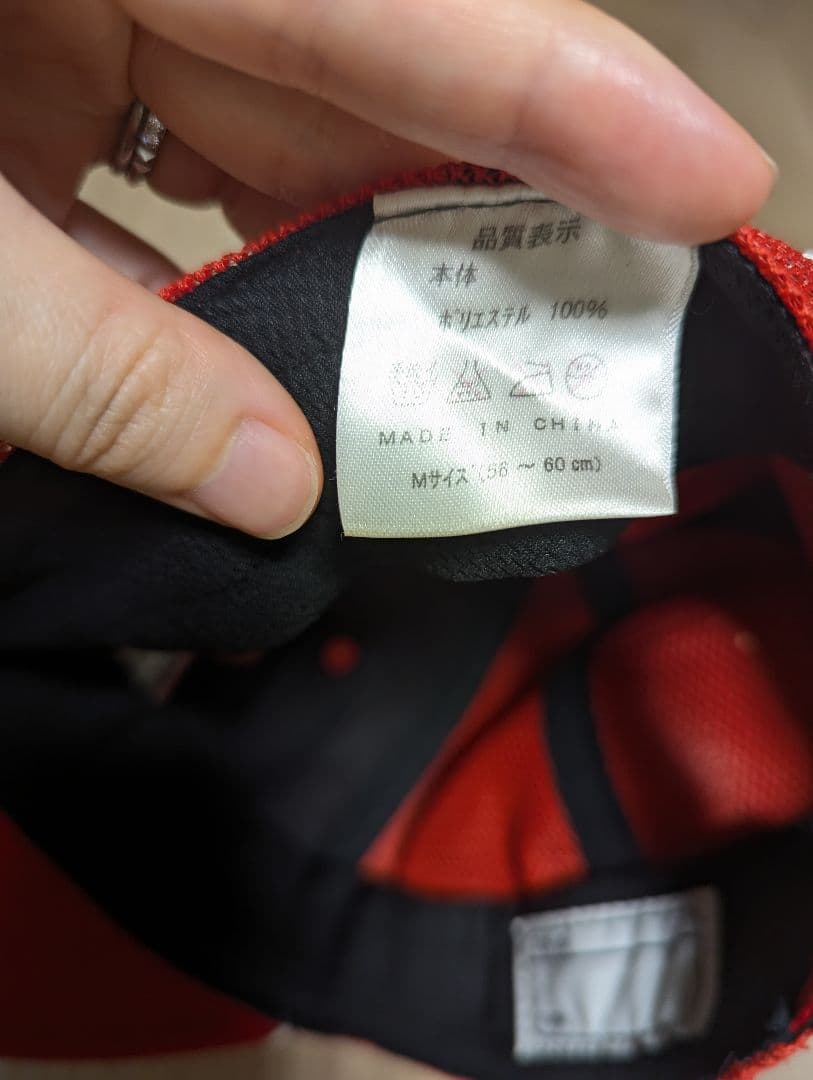 品質表示
本体
ポリエステル 100%
MADE IN CHINA
Mサイズ (56 ～ 60 cm)